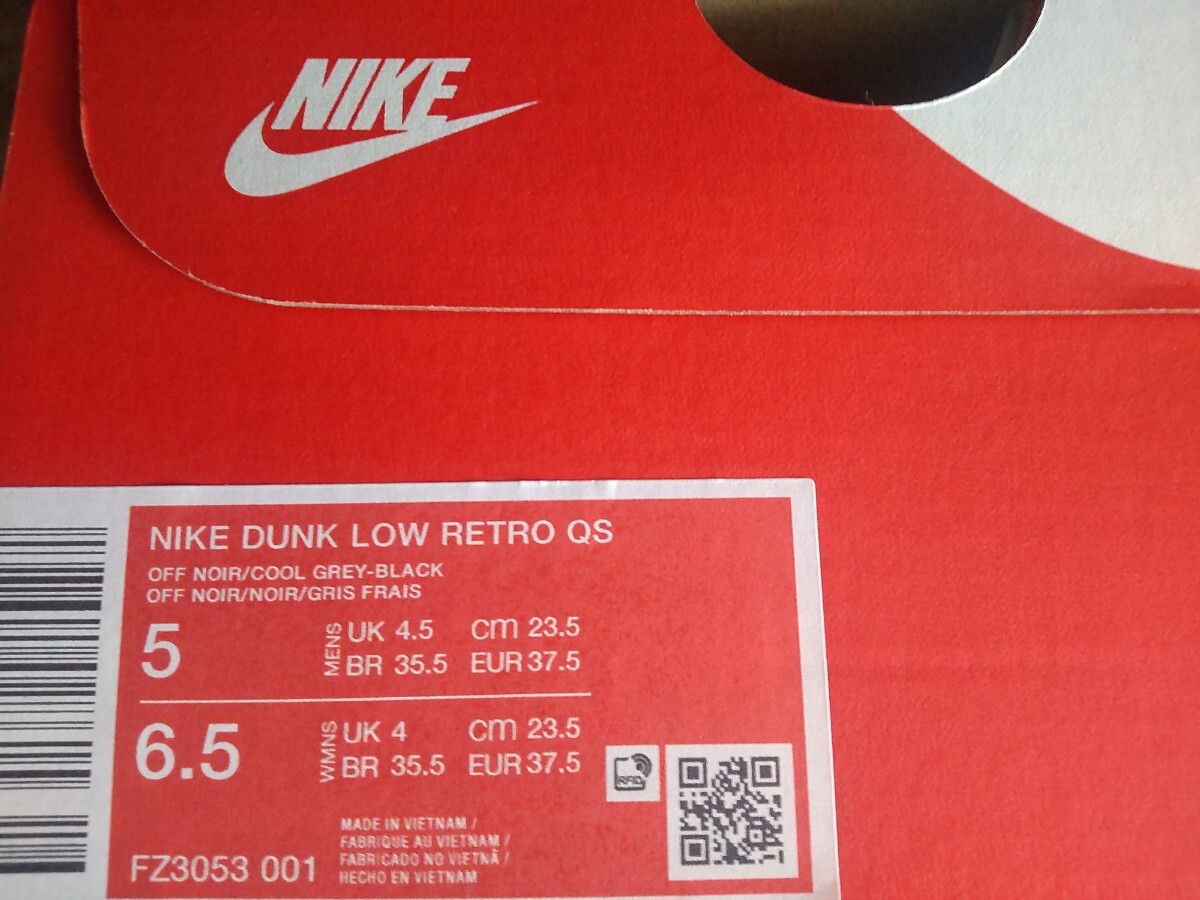 NIKE
NIKE DUNK LOW RETRO QS
OFF NOIR/COOL GREY-BLACK
OFF NOIR/NOIR/GRIS FRAIS
5 MENS UK 4.5 cm 23.5
BR 35.5 EUR 37.5
6.5 WMNS UK 4 cm 23.5
BR 35.5 EUR 37.5
RFID
MADE IN VIETNAM /
FABRIQUE AU VIETNAM /
FABRICADO NO VIETNÃ /
HECHO EN VIETNAM
FZ3053 001